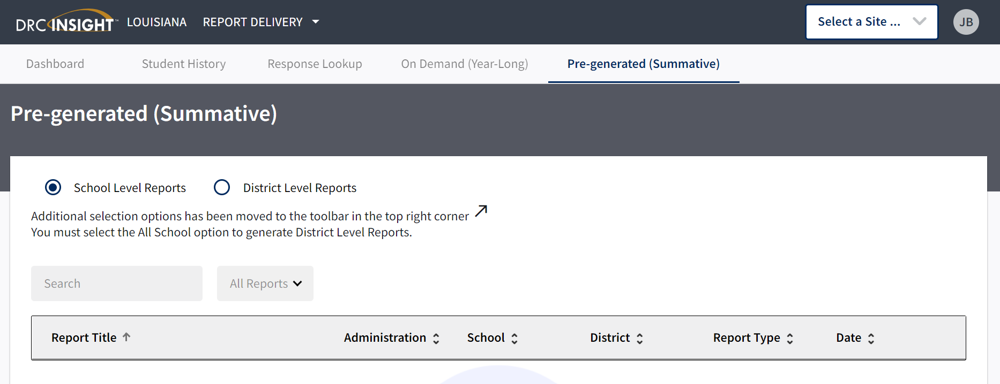 DRC INSIGHT™ LOUISIANA REPORT DELIVERY Select a Site ... JB
Dashboard Student History Response Lookup On Demand (Year-Long) Pre-generated (Summative)
Pre-generated (Summative)
School Level Reports District Level Reports
Additional selection options has been moved to the toolbar in the top right corner
You must select the All School option to generate District Level Reports.
Search All Reports
Report Title Administration School District Report Type Date